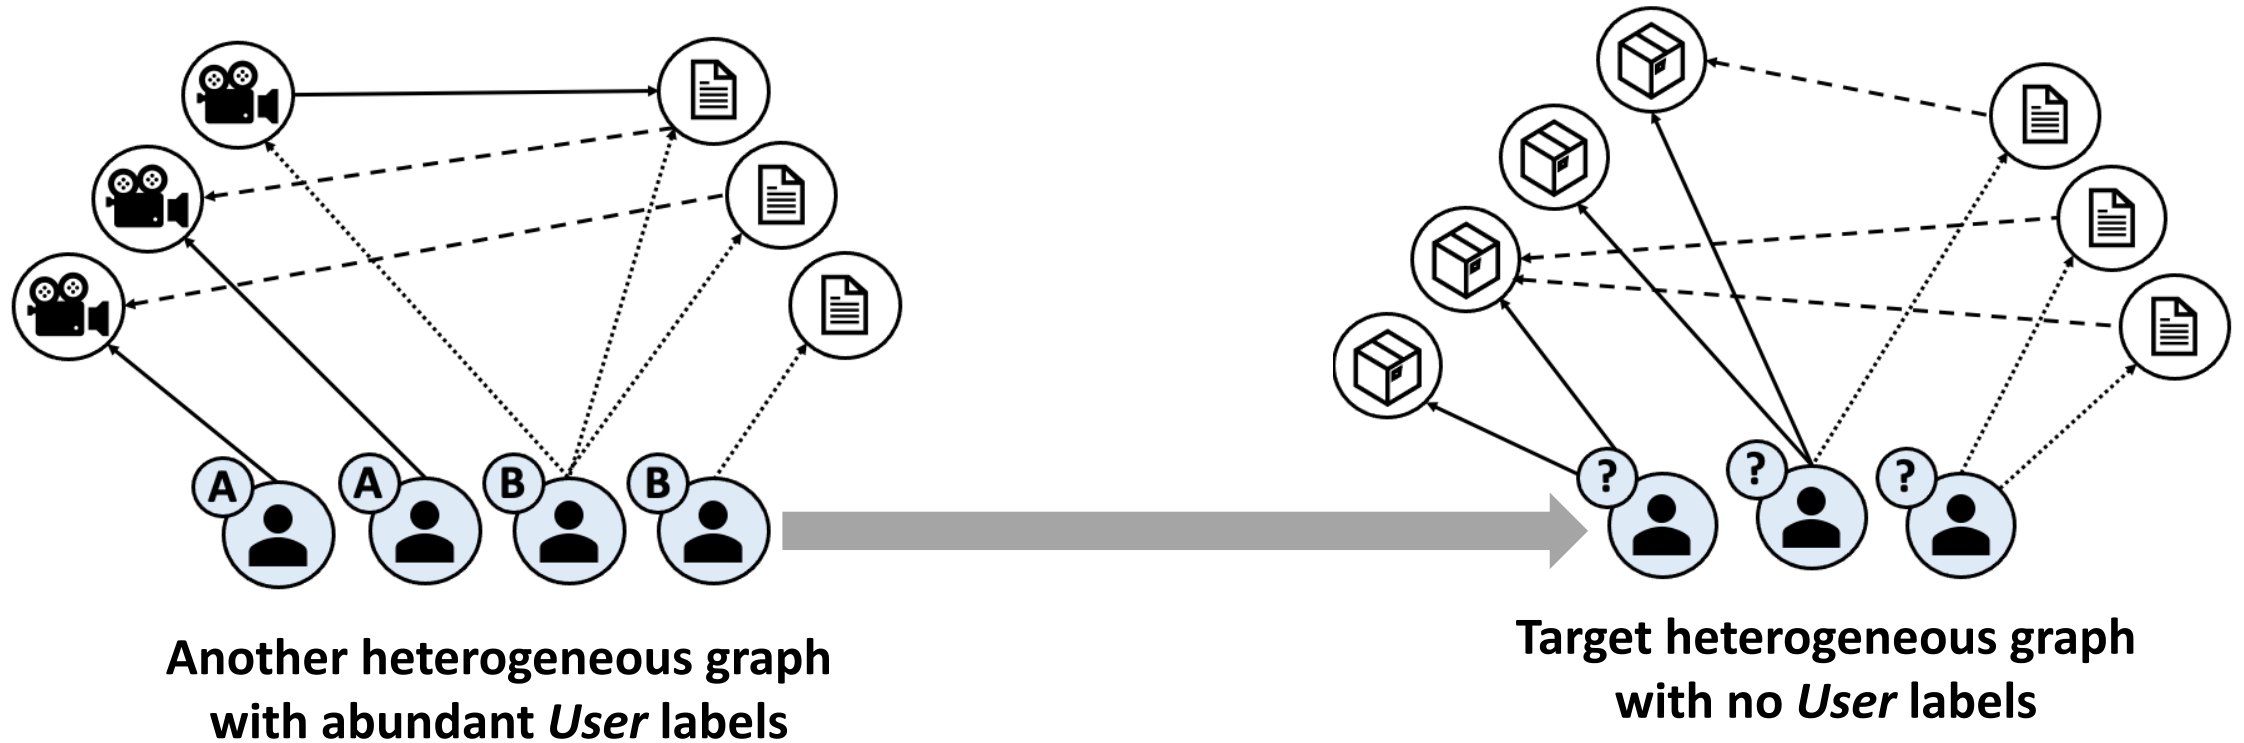 A
A
B
B
?
?
?
Another heterogeneous graph
with abundant User labels
Target heterogeneous graph
with no User labels